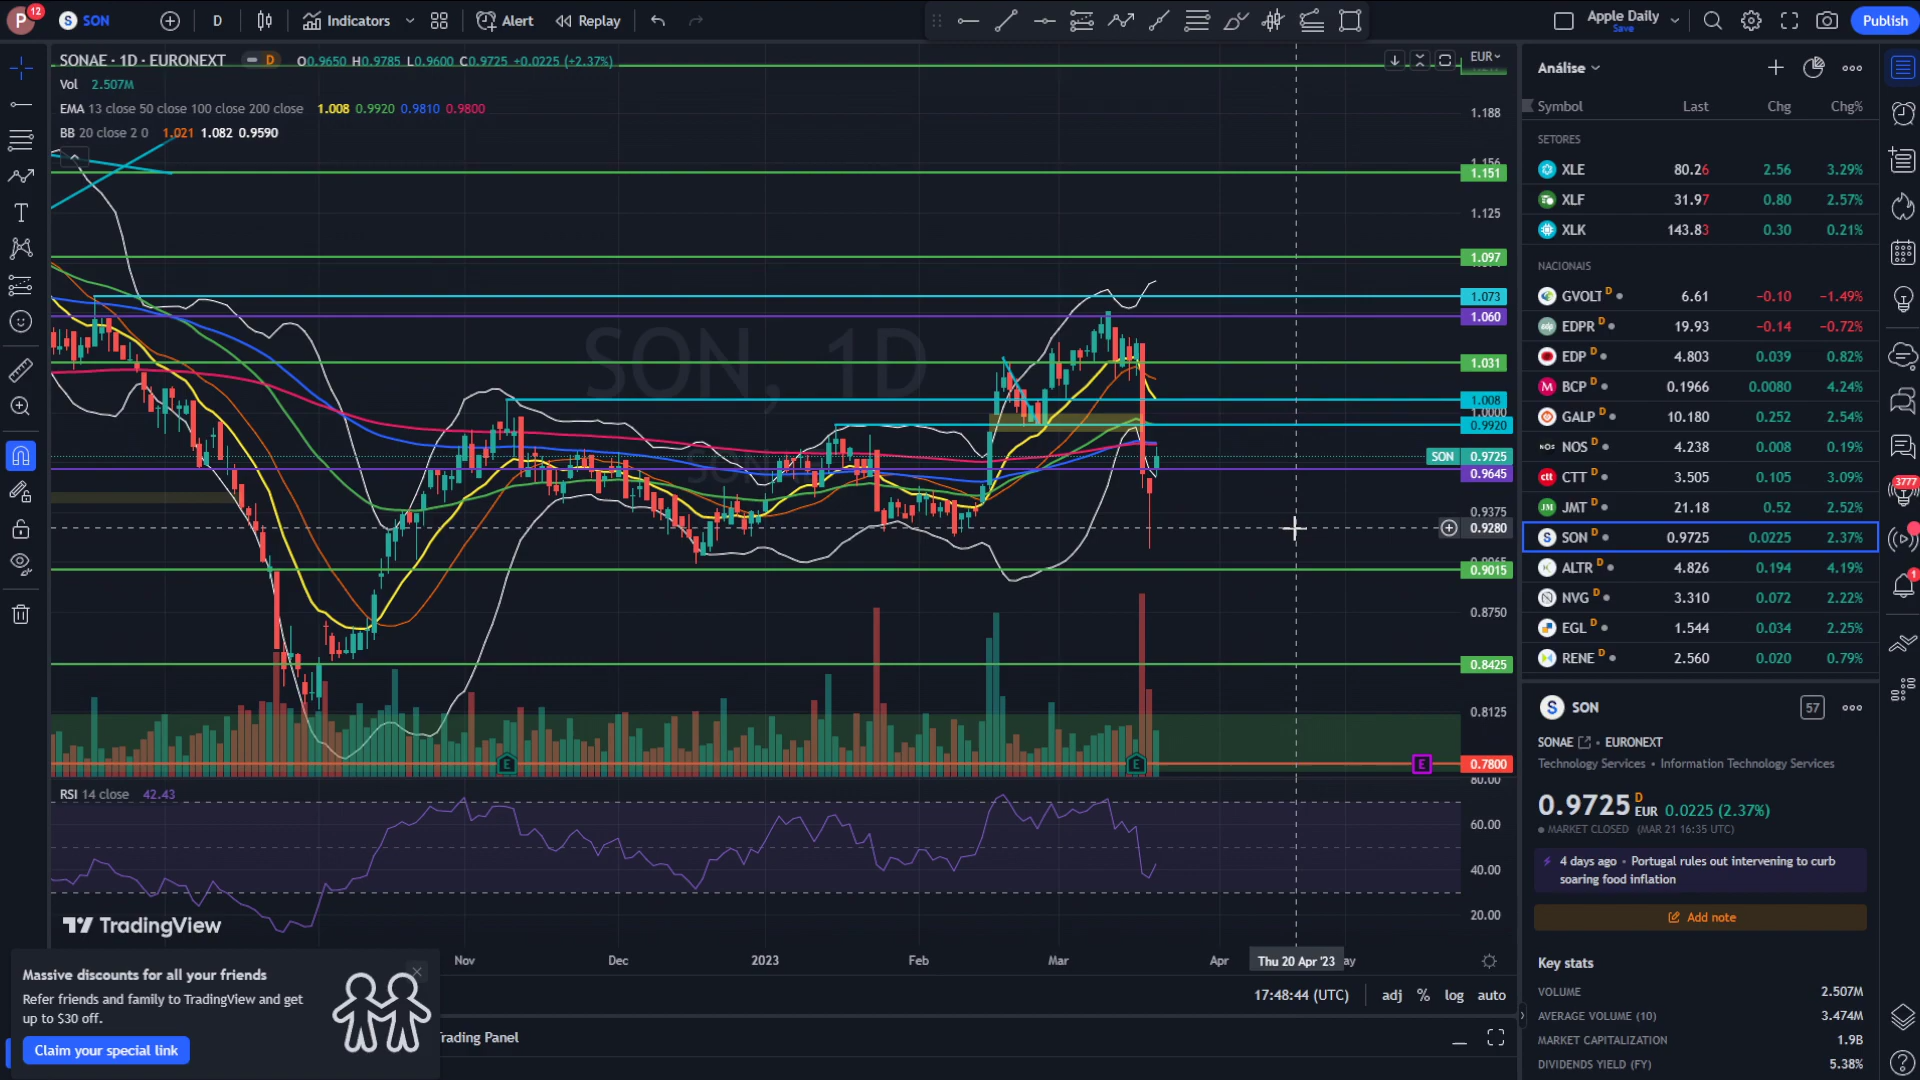 P 12 SON D Indicators Alert Replay Apple Daily Save Publish
SONAE · 1D · EURONEXT D O0.9650 H0.9785 L0.9600 C0.9725 +0.0225 (+2.37%)
Vol 2.507M
EMA 13 close 50 close 100 close 200 close 1.008 0.9920 0.9810 0.9800
BB 20 close 2 0 1.021 1.082 0.9590
SON, 1D
EUR
1.188
1.156
1.151
1.125
1.097
1.073
1.060
1.031
1.008
1.0000
0.9920
SON 0.9725
0.9645
0.9375
0.9280
0.9015
0.8750
0.8425
0.8125
E E E 0.7800
80.00
RSI 14 close 42.43
60.00
40.00
20.00
TradingView
Nov Dec 2023 Feb Mar Apr Thu 20 Apr '23 ay
17:48:44 (UTC) adj % log auto
rading Panel
Massive discounts for all your friends
Refer friends and family to TradingView and get
up to $30 off.
Claim your special link
Análise
Symbol Last Chg Chg%
SETORES
XLE 80.26 2.56 3.29%
XLF 31.97 0.80 2.57%
XLK 143.83 0.30 0.21%
NACIONAIS
GVOLT D 6.61 −0.10 −1.49%
EDPR D 19.93 −0.14 −0.72%
EDP D 4.803 0.039 0.82%
BCP D 0.1966 0.0080 4.24%
GALP D 10.180 0.252 2.54%
NOS NOS D 4.238 0.008 0.19%
ctt CTT D 3.505 0.105 3.09%
JM JMT D 21.18 0.52 2.52%
S SON D 0.9725 0.0225 2.37%
ALTR D 4.826 0.194 4.19%
NVG D 3.310 0.072 2.22%
EGL D 1.544 0.034 2.25%
RENE D 2.560 0.020 0.79%
S SON 57
SONAE • EURONEXT
Technology Services • Information Technology Services
0.9725 D EUR 0.0225 (2.37%)
MARKET CLOSED (MAR 21 16:35 UTC)
4 days ago • Portugal rules out intervening to curb
soaring food inflation
Add note
Key stats
VOLUME 2.507M
AVERAGE VOLUME (10) 3.474M
MARKET CAPITALIZATION 1.9B
DIVIDENDS YIELD (FY) 5.38%
3777
1